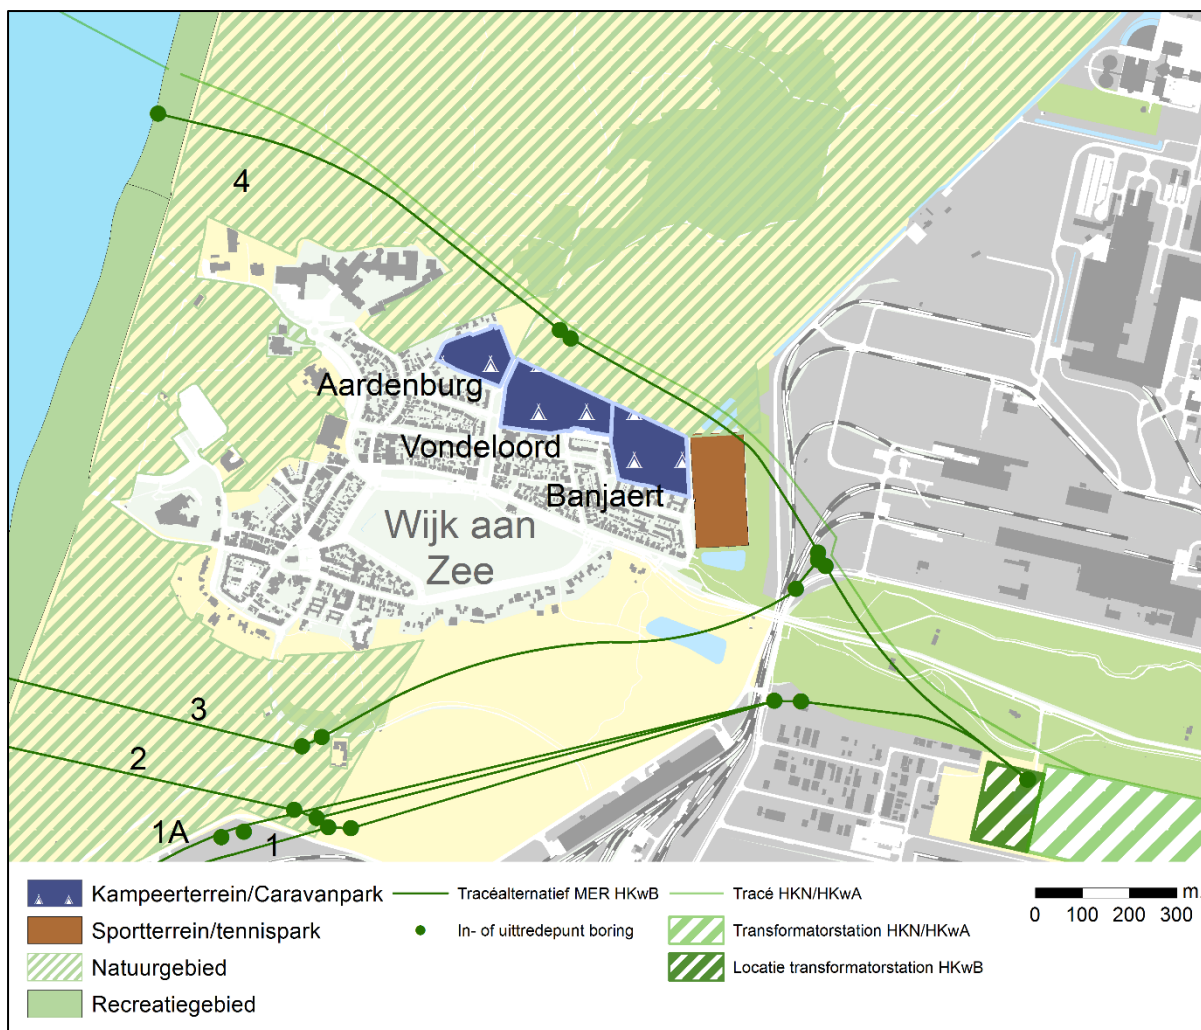 4
Aardenburg
Vondeloord
Banjaert
Wijk aan
Zee
3
2
1A
1
Kampeerterrein/Caravanpark
Sportterrein/tennispark
Natuurgebied
Recreatiegebied
Tracéalternatief MER HKwB
In- of uittredepunt boring
Tracé HKN/HKwA
Transformatorstation HKN/HKwA
Locatie transformatorstation HKwB
m
0 100 200 300